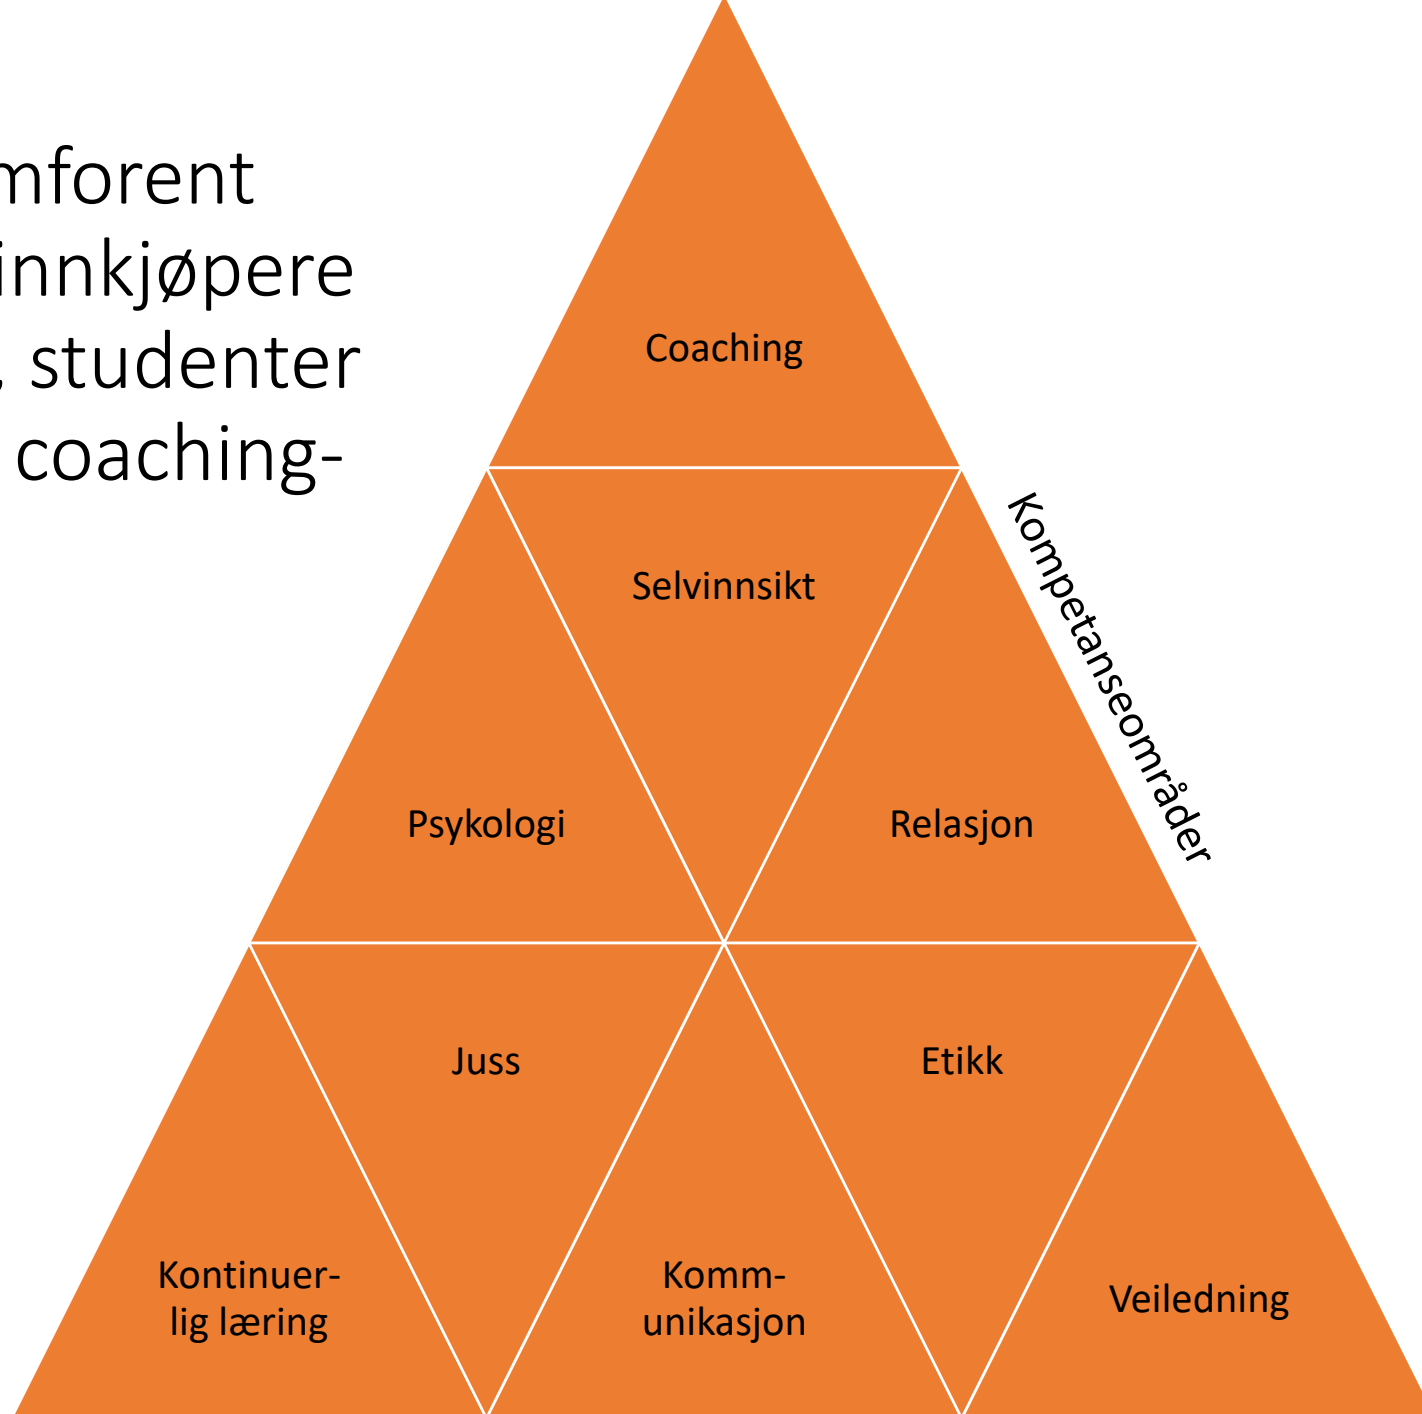 mforent
innkjøpere
, studenter
coaching-
Coaching
Selvinnsikt
Kompetanseområder
Psykologi
Relasjon
Juss
Etikk
Kontinuer-
lig læring
Komm-
unikasjon
Veiledning